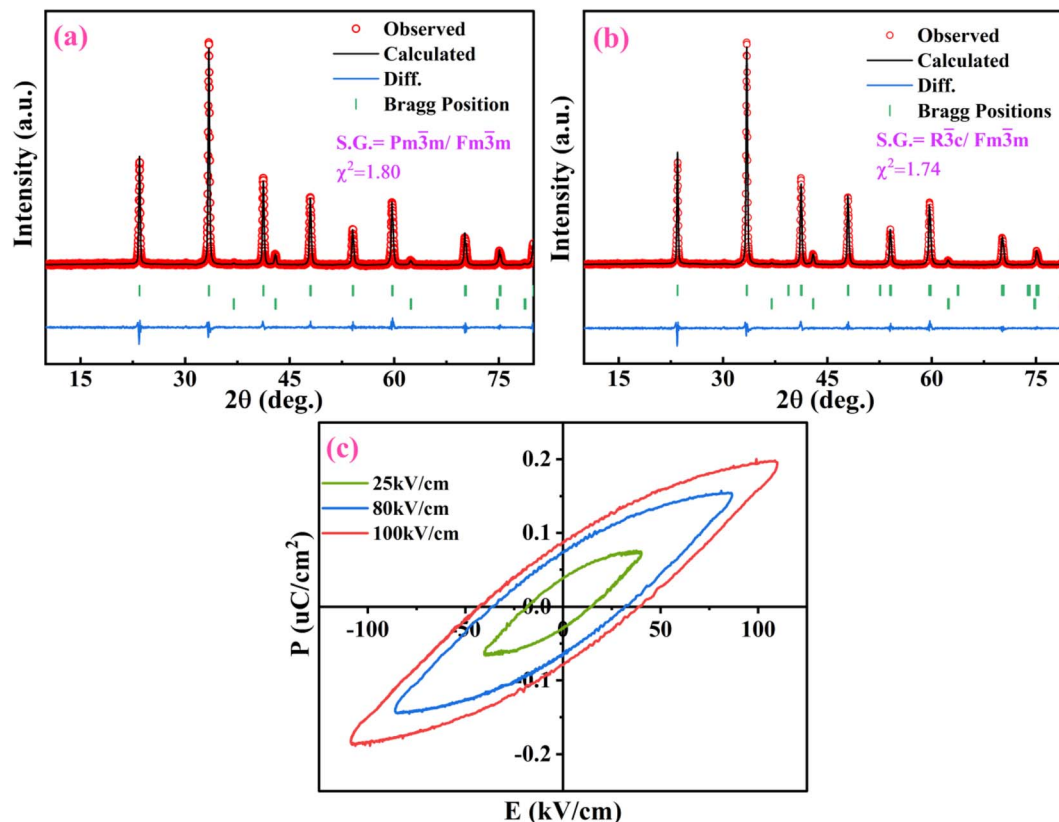 (a)
Observed
Calculated
Diff.
Bragg Position
S.G.= Pm3̅m/ Fm3̅m
χ²=1.80
Intensity (a.u.)
15 30 45 60 75
2θ (deg.)
(b)
Observed
Calculated
Diff.
Bragg Positions
S.G.= R3̅c/ Fm3̅m
χ²=1.74
Intensity (a.u.)
15 30 45 60 75
2θ (deg.)
(c)
25kV/cm
80kV/cm
100kV/cm
P (uC/cm²)
0.2
0.1
0.0
-0.1
-0.2
-100 -50 0 50 100
E (kV/cm)